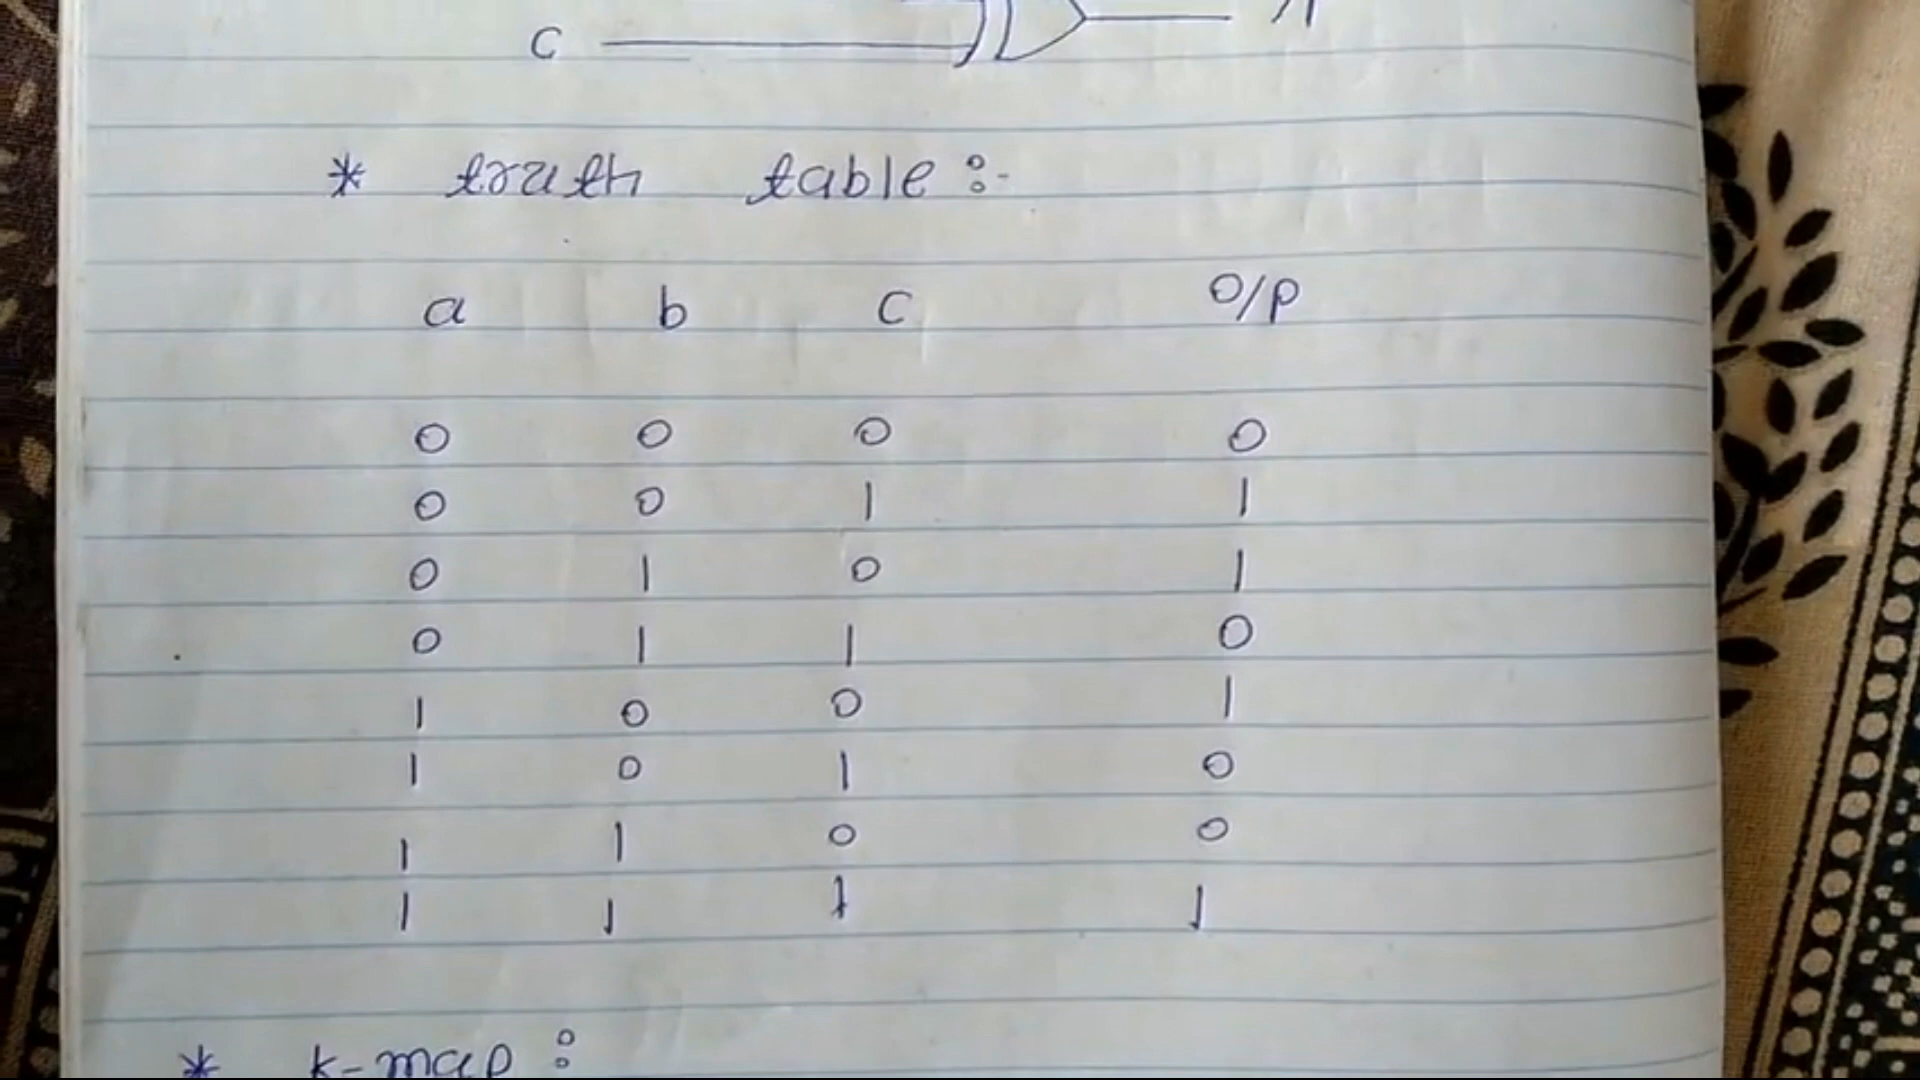 C
* truth table :-
a b c O/P
0 0 0 0
0 0 1 1
0 1 0 1
0 1 1 0
1 0 0 1
1 0 1 0
1 1 0 0
1 1 1 1
* k-map :